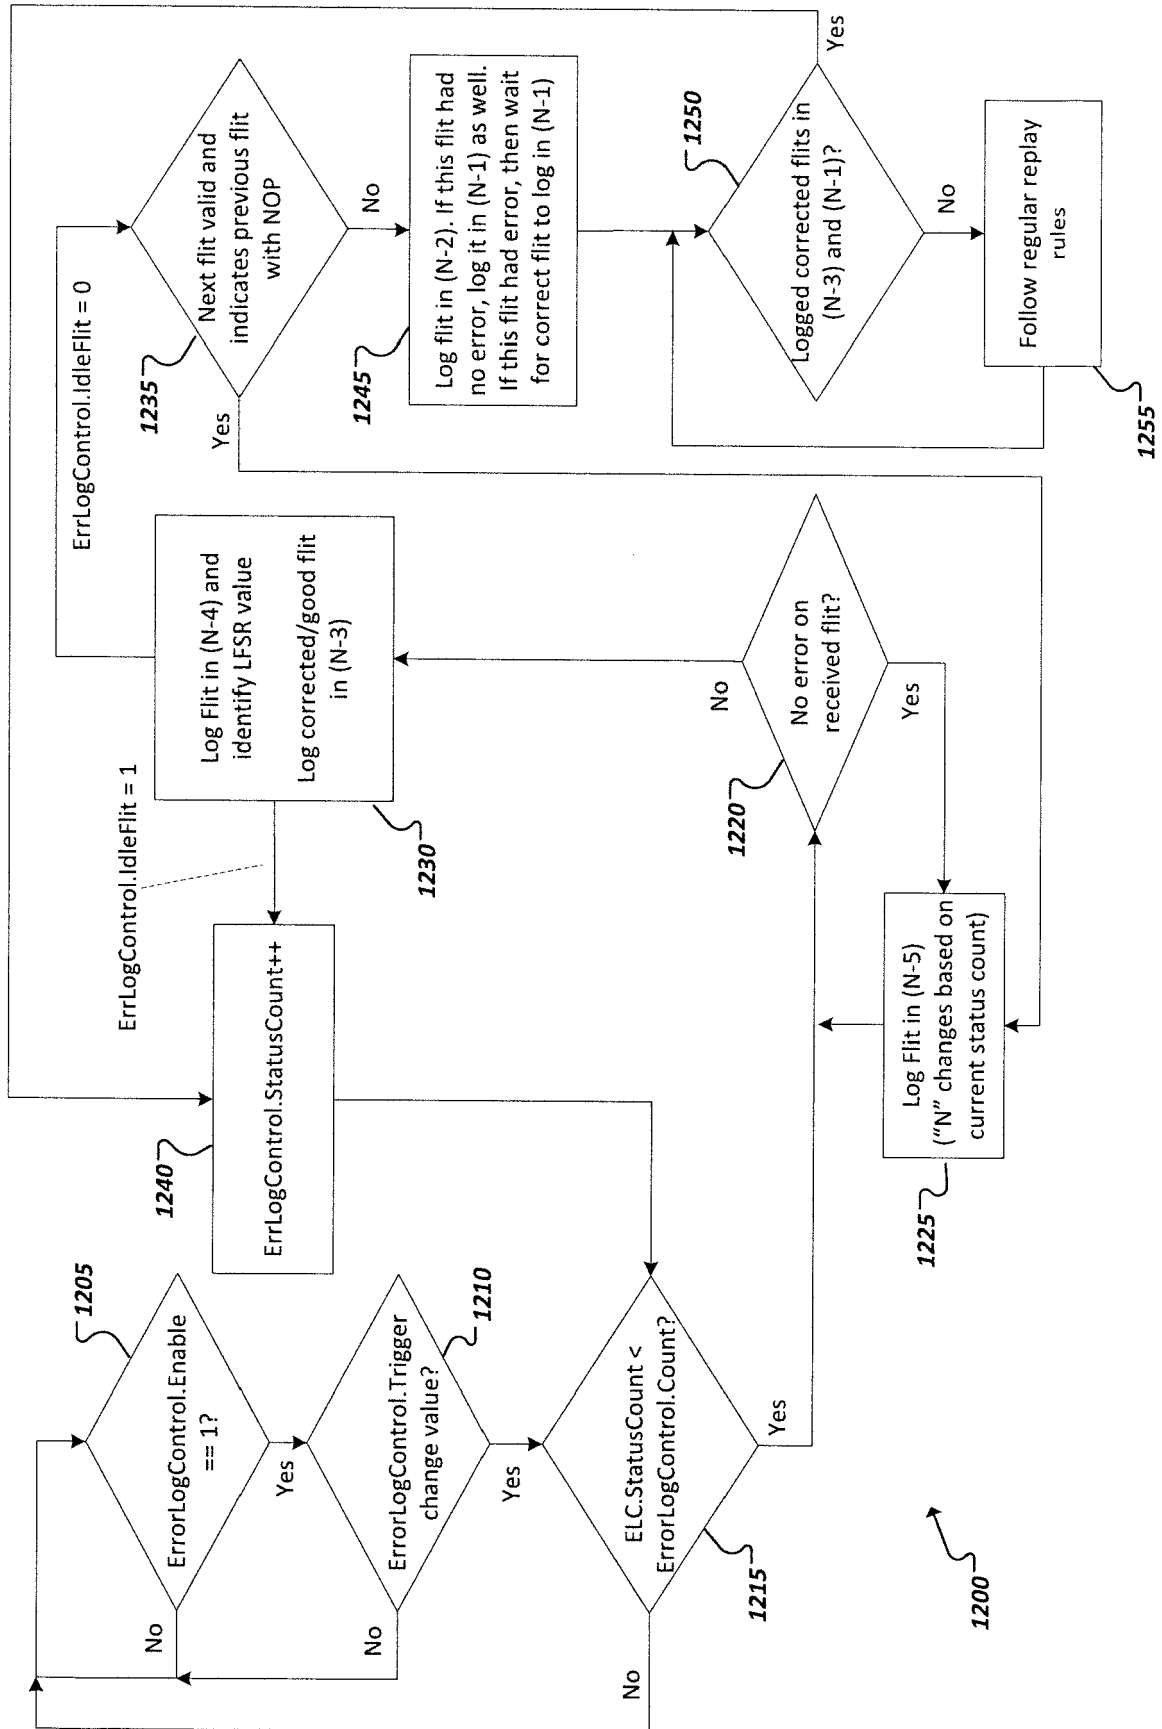 1205
ErrorLogControl.Enable
== 1?
No
Yes
1210
ErrorLogControl.Trigger
change value?
No
Yes
1215
ELC.StatusCount <
ErrorLogControl.Count?
No
Yes
1240
ErrLogControl.StatusCount++
ErrLogControl.IdleFlit = 1
1220
No error on
received flit?
No
Yes
1225
Log Flit in (N-5)
("N" changes based on
current status count)
1230
Log Flit in (N-4) and
identify LFSR value
Log corrected/good flit
in (N-3)
ErrLogControl.IdleFlit = 0
1235
Next flit valid and
indicates previous flit
with NOP
Yes
No
1245
Log flit in (N-2). If this flit had
no error, log it in (N-1) as well.
If this flit had error, then wait
for correct flit to log in (N-1)
1250
Logged corrected flits in
(N-3) and (N-1)?
Yes
No
Follow regular replay
rules
1255
1200